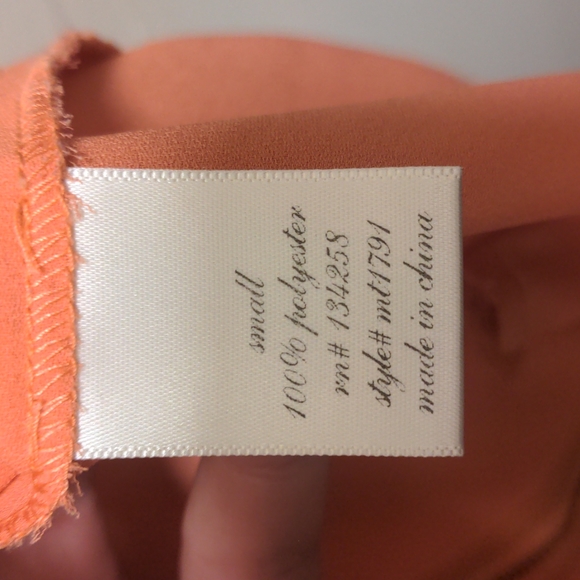 small
100% polyester
rn# 134258
style# mt1791
made in china